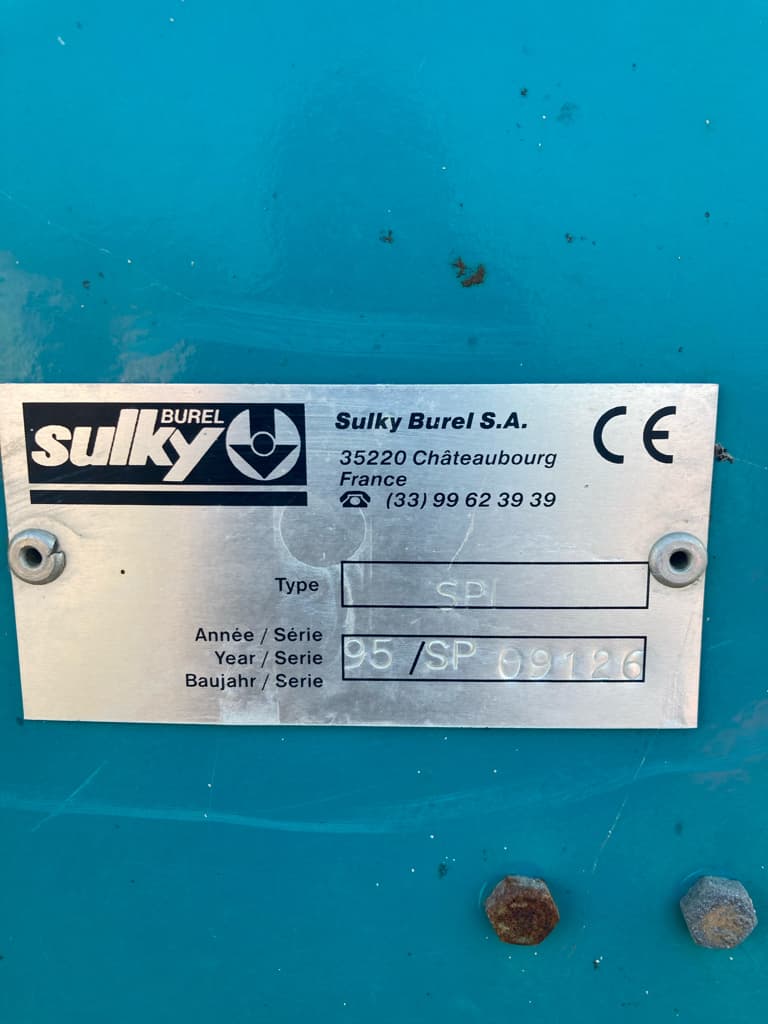 BUREL
sulky
Sulky Burel S.A.
35220 Châteaubourg
France
☎ (33) 99 62 39 39
CE
Type SPI
Année / Série
Year / Serie 95 / SP 09126
Baujahr / Serie